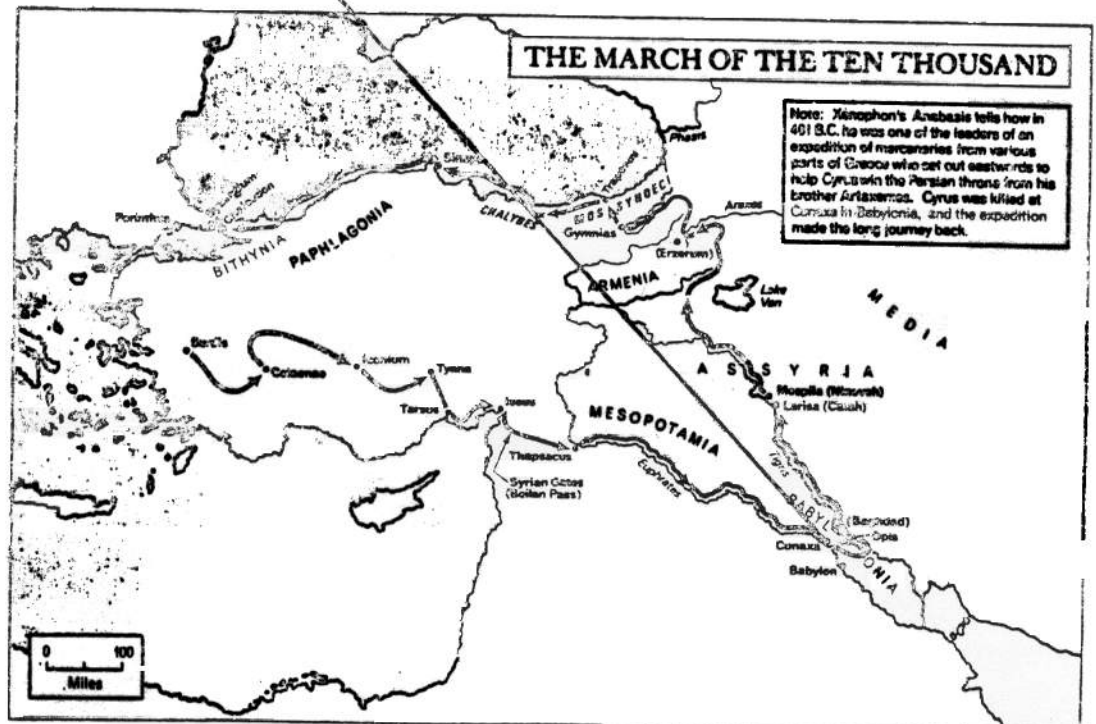 THE MARCH OF THE TEN THOUSAND
Note: Xenophon's Anabasis tells how in
401 B.C. he was one of the leaders of an
expedition of mercenaries from various
parts of Greece who set out eastwards to
help Cyrus win the Persian throne from his
brother Artaxerxes. Cyrus was killed at
Cunaxa in Babylonia, and the expedition
made the long journey back.
Phasis
Trapezus
MOSSYNOECI
CHALYBES
Gymnias
Araxes
(Erzerum)
ARMENIA
Lake
Van
MEDIA
Perinthus
BITHYNIA
PAPHLAGONIA
Sardis
Celaenae
Iconium
Tyana
Tarsus
Issus
Thapsacus
Syrian Gates
(Beilan Pass)
ASSYRIA
Mespila (Nineveh)
Larisa (Calah)
MESOPOTAMIA
Euphrates
Tigris
BABYLONIA
(Baghdad)
Opis
Cunaxa
Babylon
0 100
Miles